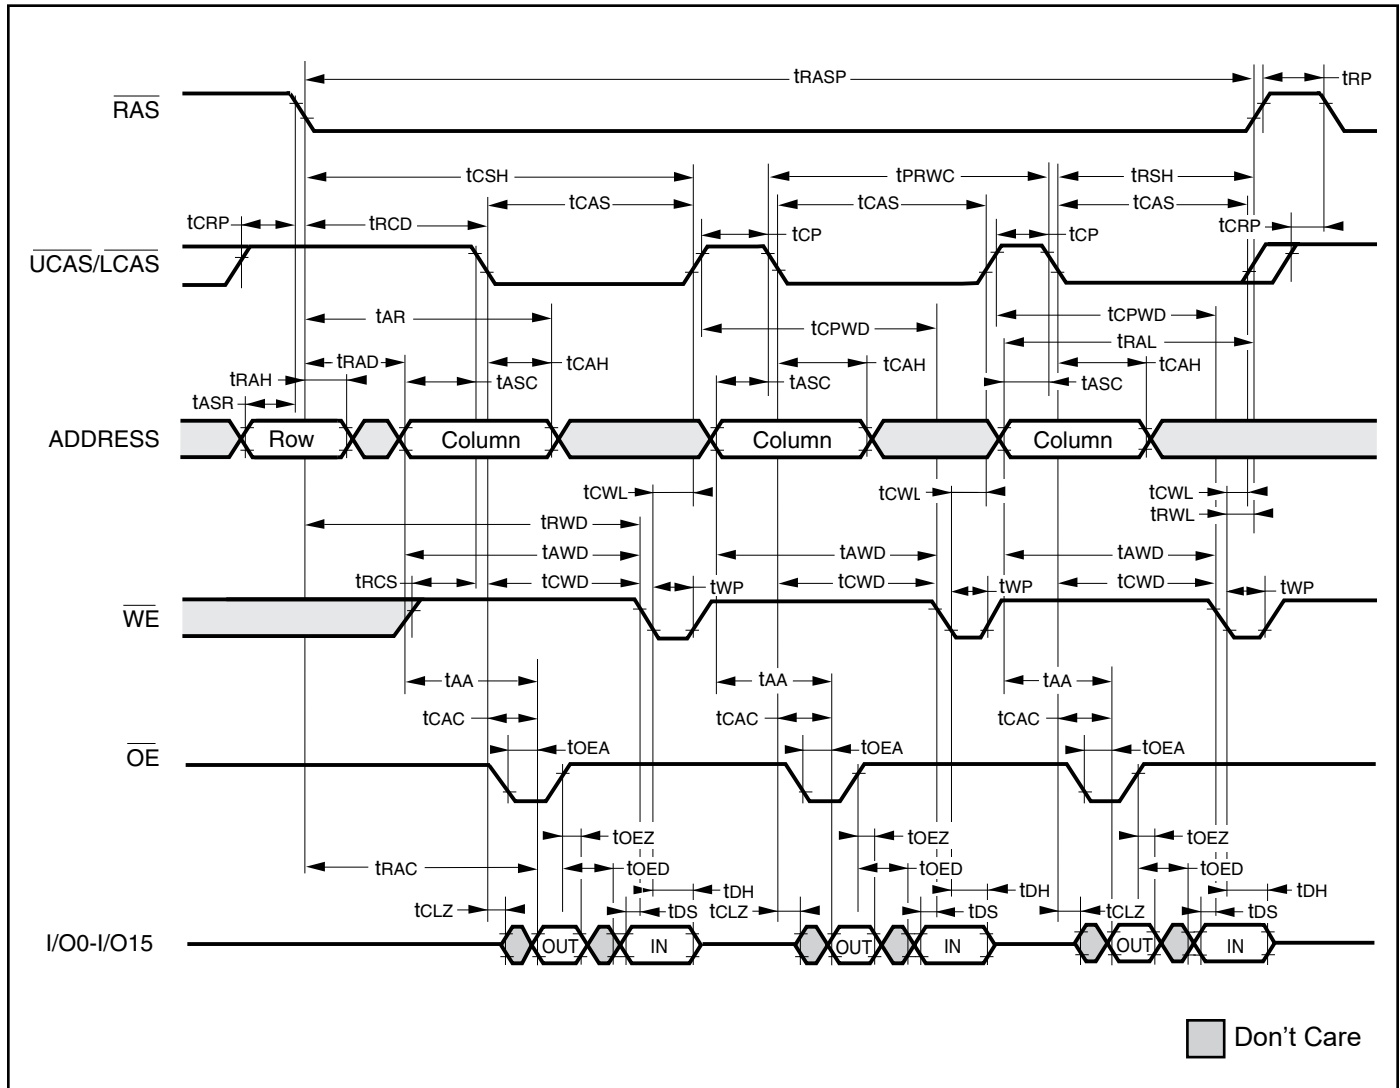 tRASP
tRP
RAS
tCSH
tPRWC
tRSH
tCAS
tCAS
tCAS
tCRP
tRCD
tCP
tCP
tCRP
UCAS/LCAS
tAR
tCPWD
tCPWD
tRAL
tRAD
tCAH
tCAH
tCAH
tRAH
tASC
tASC
tASC
tASR
ADDRESS
Row
Column
Column
Column
tCWL
tCWL
tCWL
tRWL
tRWD
tAWD
tAWD
tAWD
tRCS
tCWD
tWP
tCWD
tWP
tCWD
tWP
WE
tAA
tAA
tAA
tCAC
tCAC
tCAC
OE
tOEA
tOEA
tOEA
tOEZ
tOEZ
tOEZ
tRAC
tOED
tOED
tOED
tDH
tDH
tDH
tCLZ
tDS
tCLZ
tDS
tCLZ
tDS
I/O0-I/O15
OUT
IN
OUT
IN
OUT
IN
Don't Care